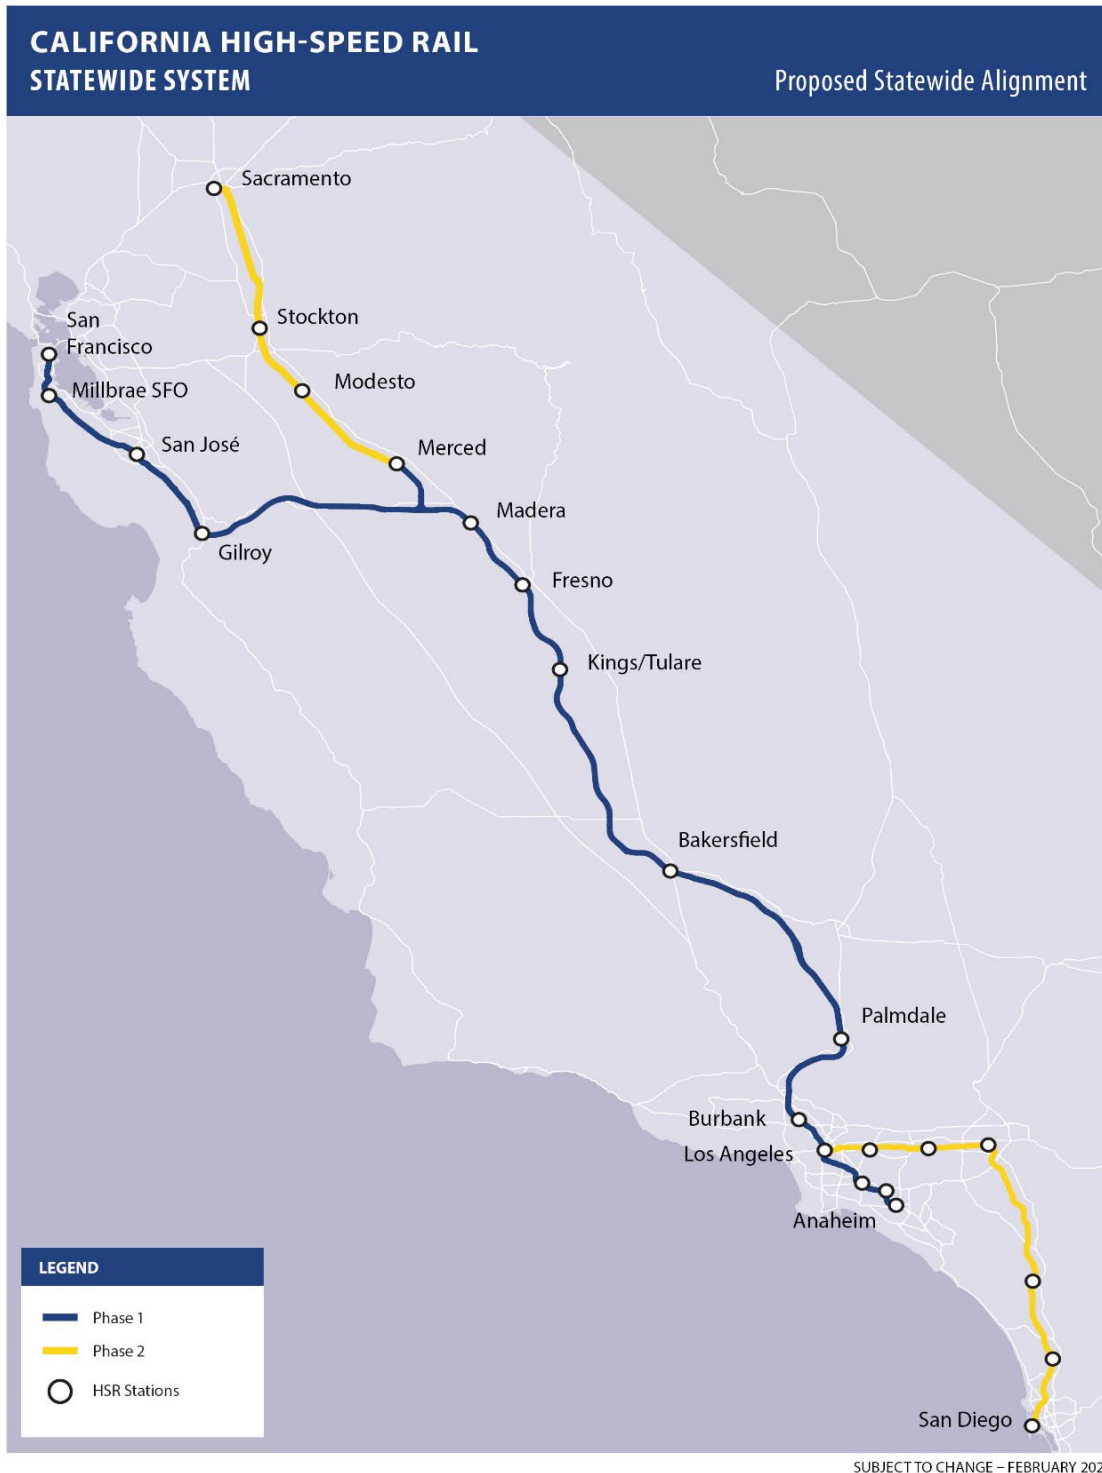 CALIFORNIA HIGH-SPEED RAIL
STATEWIDE SYSTEM
Proposed Statewide Alignment
Sacramento
Stockton
San
Francisco
Modesto
Millbrae SFO
San José
Merced
Madera
Gilroy
Fresno
Kings/Tulare
Bakersfield
Palmdale
Burbank
Los Angeles
Anaheim
LEGEND
Phase 1
Phase 2
HSR Stations
San Diego
SUBJECT TO CHANGE – FEBRUARY